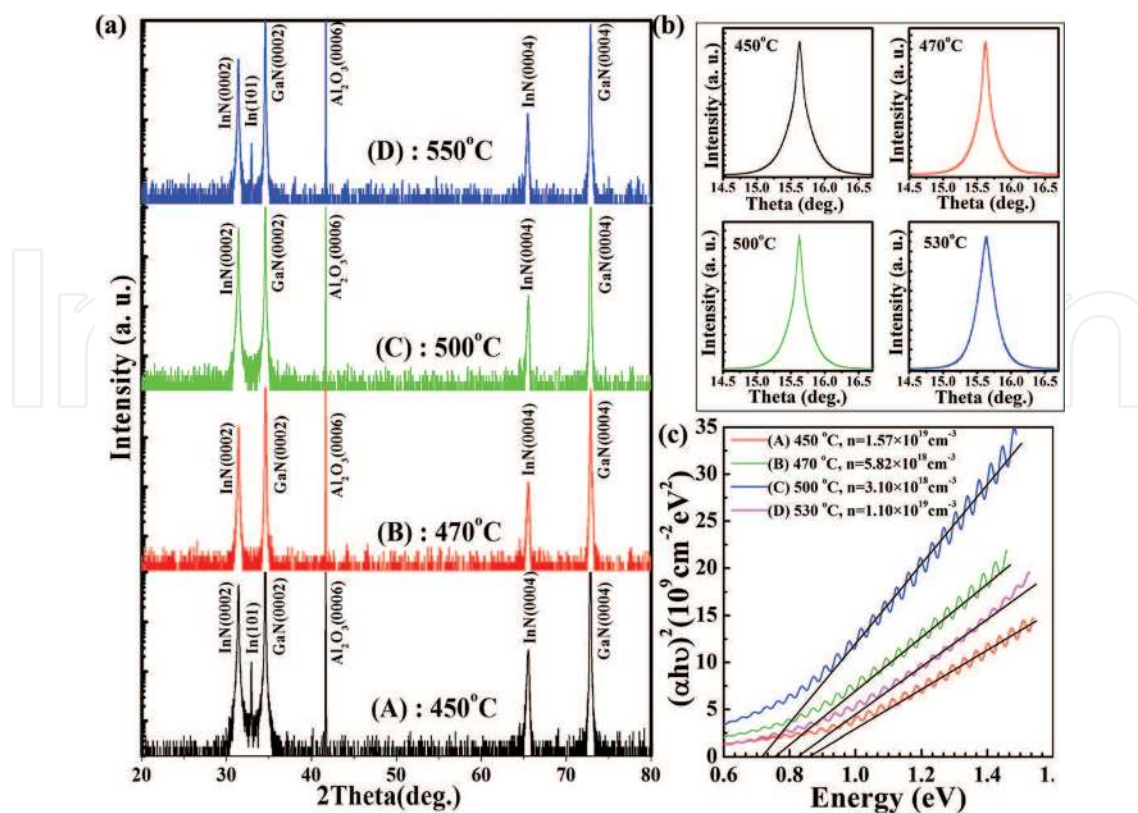 (a)
Intensity (a. u.)
InN(0002)
In(101)
GaN(0002)
Al₂O₃(0006)
InN(0004)
GaN(0004)
(D) : 550°C
InN(0002)
GaN(0002)
Al₂O₃(0006)
InN(0004)
GaN(0004)
(C) : 500°C
InN(0002)
GaN(0002)
Al₂O₃(0006)
InN(0004)
GaN(0004)
(B) : 470°C
InN(0002)
In(101)
GaN(0002)
Al₂O₃(0006)
InN(0004)
GaN(0004)
(A) : 450°C
20 30 40 50 60 70 80
2Theta(deg.)
(b)
450°C
Intensity (a. u.)
14.5 15.0 15.5 16.0 16.5
Theta (deg.)
470°C
Intensity (a. u.)
14.5 15.0 15.5 16.0 16.5
Theta (deg.)
500°C
Intensity (a. u.)
14.5 15.0 15.5 16.0 16.5
Theta (deg.)
530°C
Intensity (a. u.)
14.5 15.0 15.5 16.0 16.5
Theta (deg.)
(c)
(αhυ)² (10⁹ cm⁻² eV²)
35
30
25
20
15
10
5
0
(A) 450 °C, n=1.57×10¹⁹cm⁻³
(B) 470 °C, n=5.82×10¹⁸cm⁻³
(C) 500 °C, n=3.10×10¹⁸cm⁻³
(D) 530 °C, n=1.10×10¹⁹cm⁻³
0.6 0.8 1.0 1.2 1.4 1.
Energy (eV)